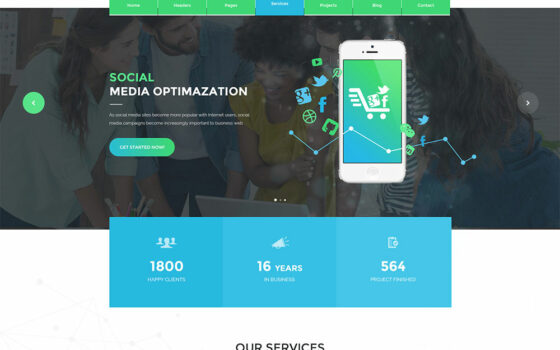 Home Headers Pages Services Projects Blog Contact
SOCIAL
MEDIA OPTIMAZATION
As social media sites become more popular with Internet users, social
media campaigns become increasingly important to business web
GET STARTED NOW!
1800 16 YEARS 564
HAPPY CLIENTS IN BUSINESS PROJECT FINISHED
OUR SERVICES